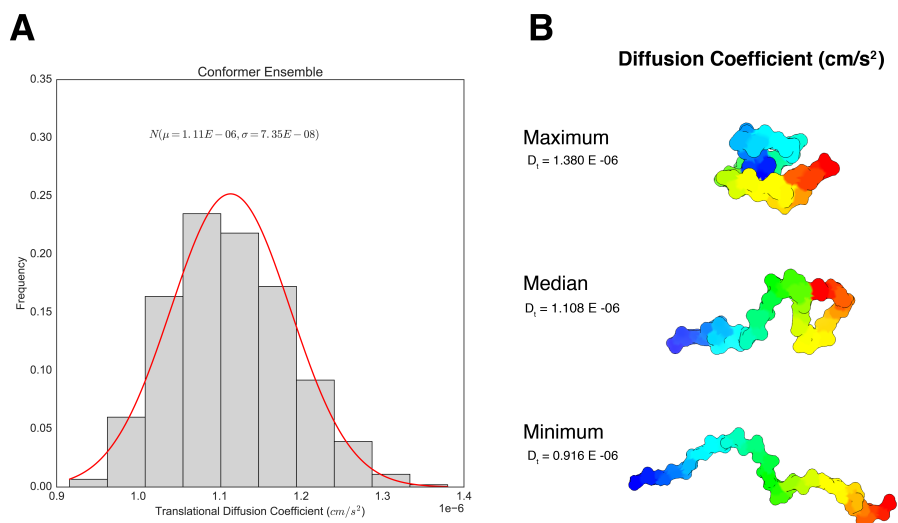 A
Conformer Ensemble
0.35
0.30
0.25
0.20
0.15
0.10
0.05
0.00
Frequency
N(μ = 1.11E − 06, σ = 7.35E − 08)
0.9 1.0 1.1 1.2 1.3 1.4
1e−6
Translational Diffusion Coefficient (cm/s²)
B
Diffusion Coefficient (cm/s²)
Maximum
Dₜ = 1.380 E -06
Median
Dₜ = 1.108 E -06
Minimum
Dₜ = 0.916 E -06